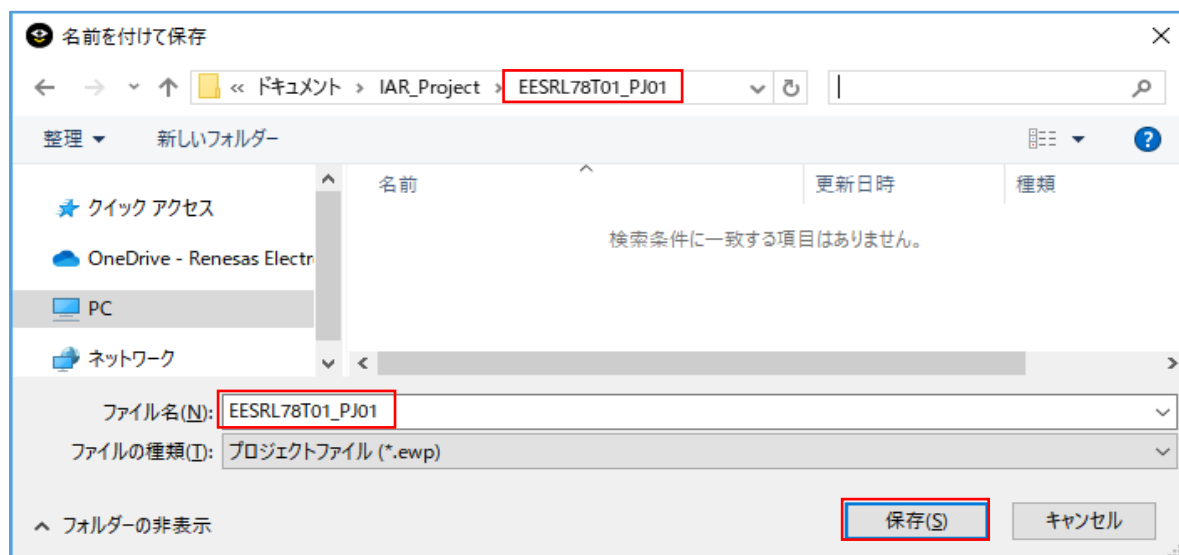 名前を付けて保存
« ドキュメント > IAR_Project > EESRL78T01_PJ01
整理 新しいフォルダー
名前 更新日時 種類
クイック アクセス
検索条件に一致する項目はありません。
OneDrive - Renesas Electr
PC
ネットワーク
ファイル名(N): EESRL78T01_PJ01
ファイルの種類(T): プロジェクトファイル (*.ewp)
フォルダーの非表示 保存(S) キャンセル